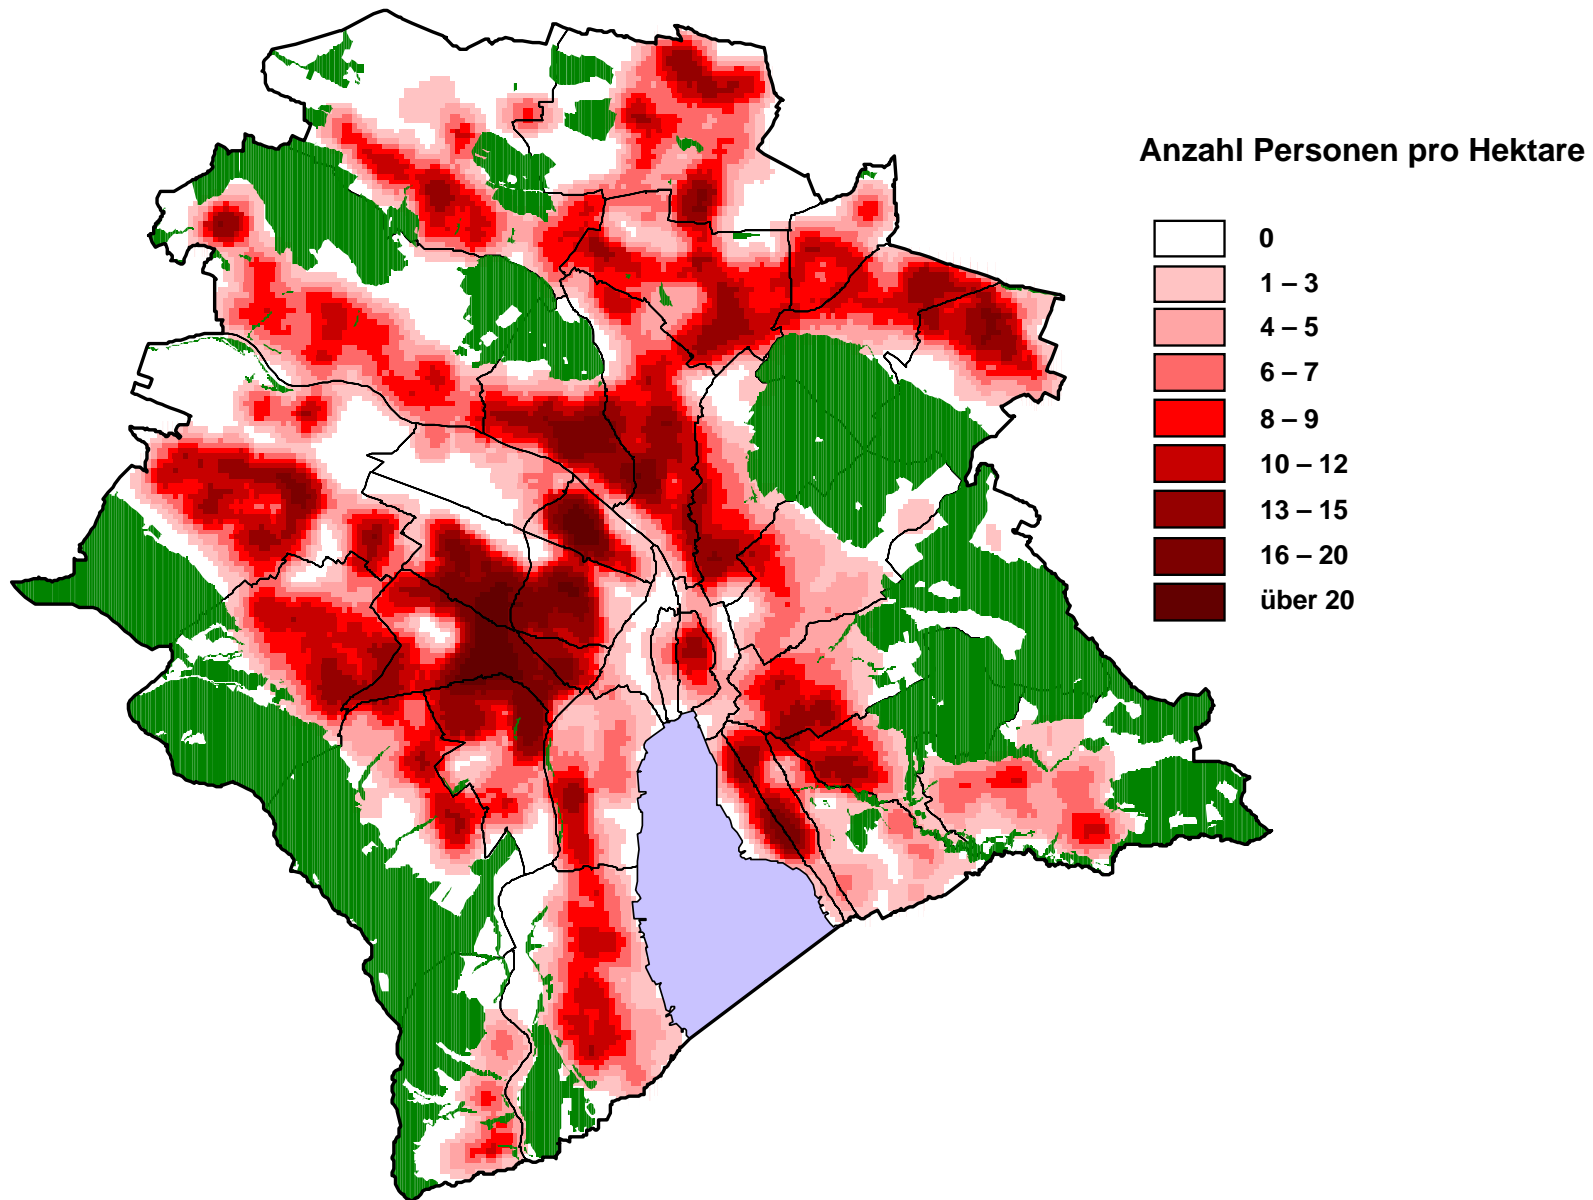 Anzahl Personen pro Hektare
0
1 – 3
4 – 5
6 – 7
8 – 9
10 – 12
13 – 15
16 – 20
über 20